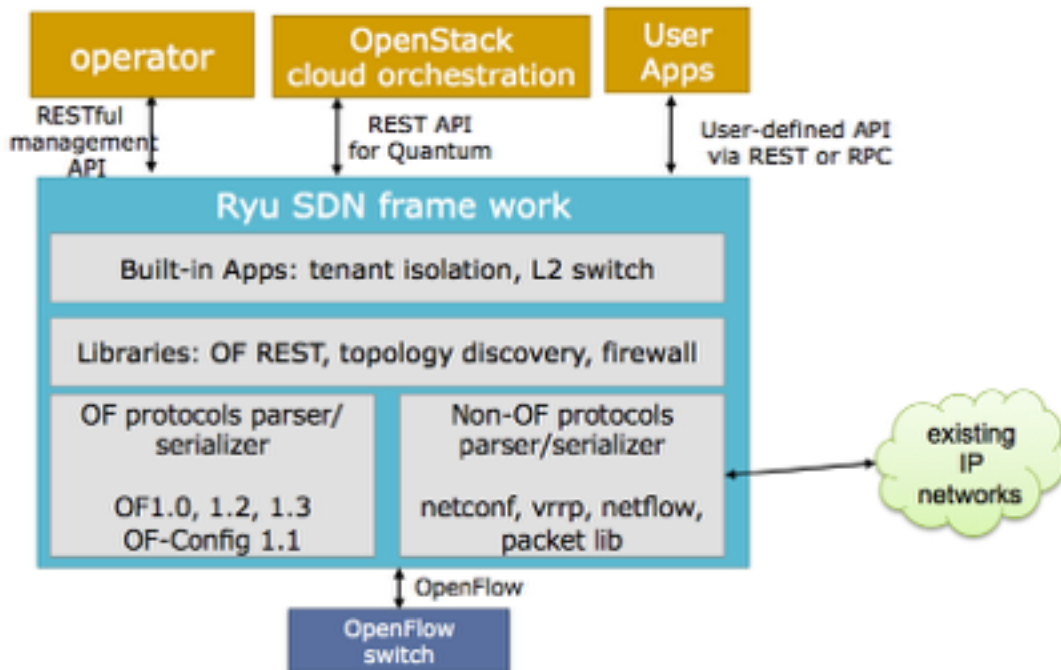 operator
OpenStack
cloud orchestration
User
Apps
RESTful
management
API
REST API
for Quantum
User-defined API
via REST or RPC
Ryu SDN frame work
Built-in Apps: tenant isolation, L2 switch
Libraries: OF REST, topology discovery, firewall
OF protocols parser/
serializer
OF1.0, 1.2, 1.3
OF-Config 1.1
Non-OF protocols
parser/serializer
netconf, vrrp, netflow,
packet lib
existing
IP
networks
OpenFlow
OpenFlow
switch